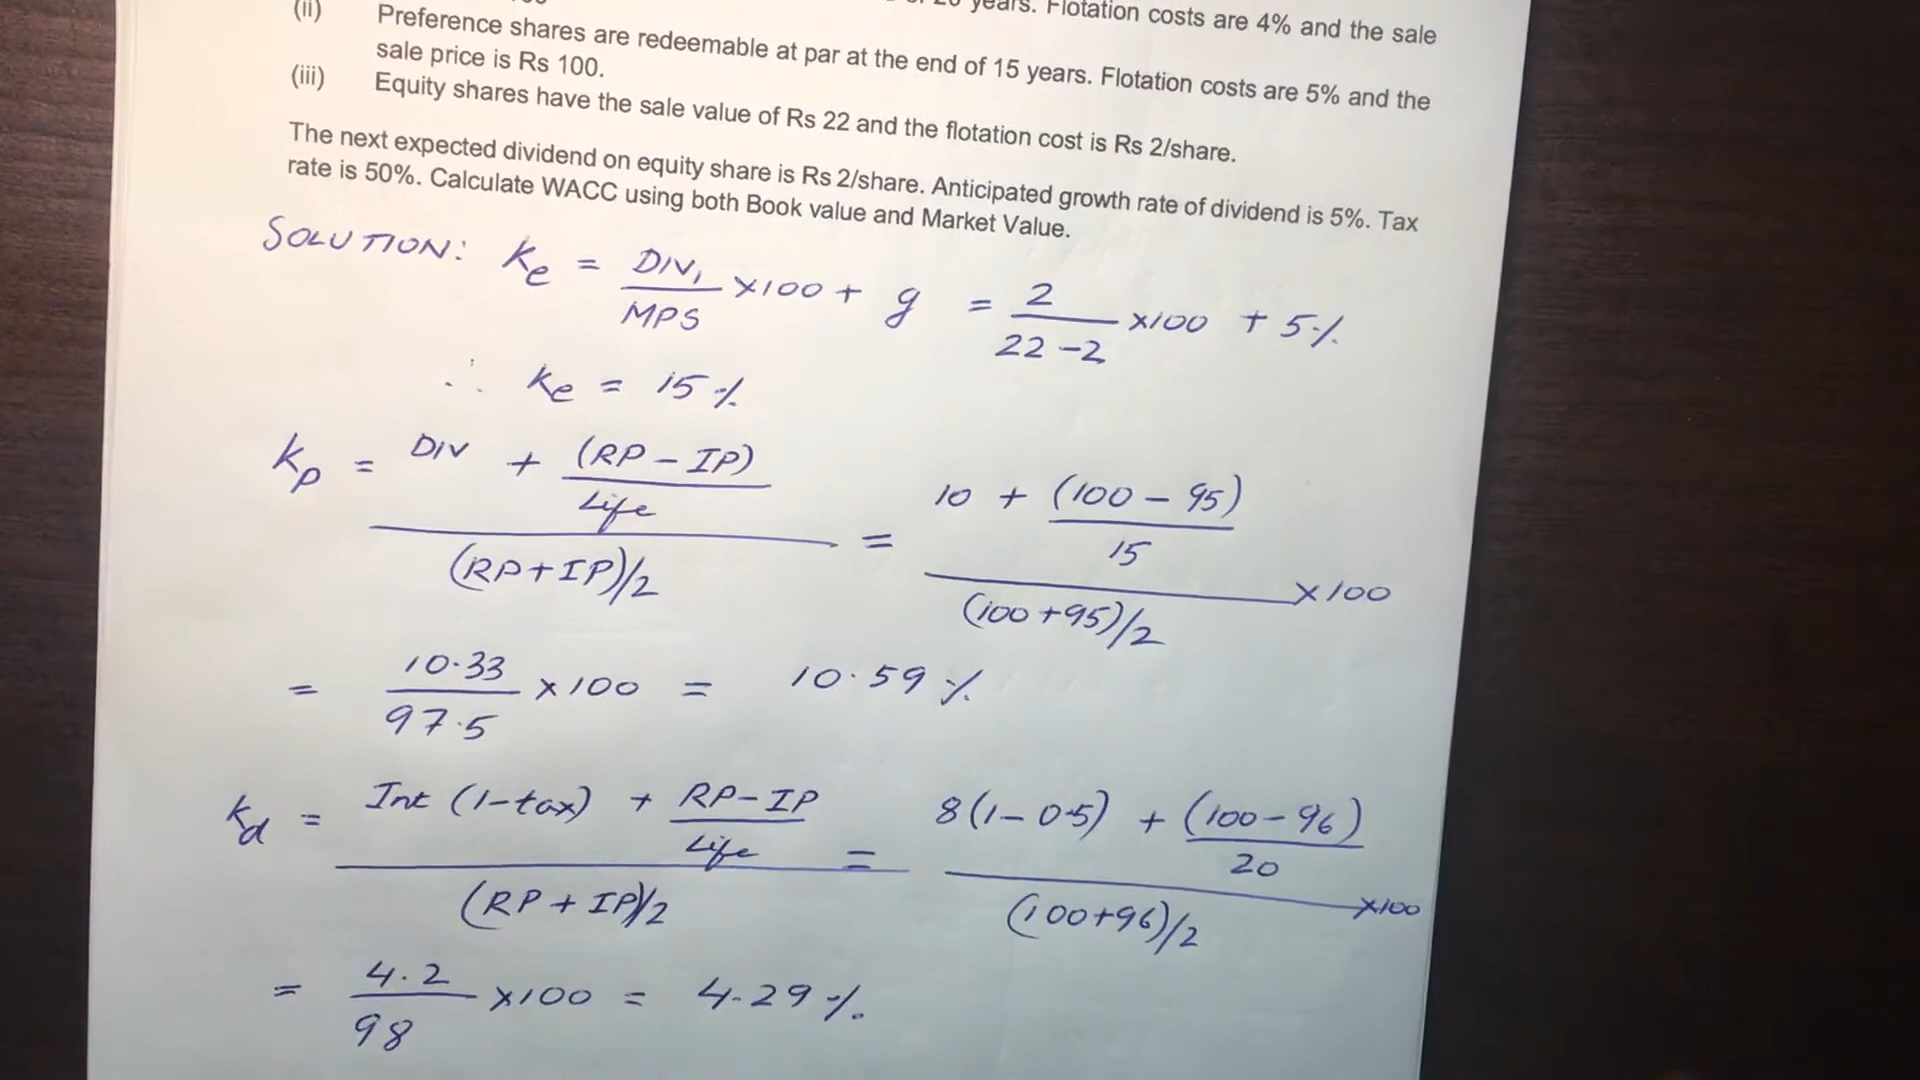 years. Flotation costs are 4% and the sale
(ii) Preference shares are redeemable at par at the end of 15 years. Flotation costs are 5% and the
sale price is Rs 100.
(iii) Equity shares have the sale value of Rs 22 and the flotation cost is Rs 2/share.
The next expected dividend on equity share is Rs 2/share. Anticipated growth rate of dividend is 5%. Tax
rate is 50%. Calculate WACC using both Book value and Market Value.
SOLUTION: Ke = DIV1 / MPS ×100 + g = 2 / 22-2 ×100 + 5%
∴ Ke = 15%
Kp = DIV + (RP - IP) / Life / (RP+IP)/2 = 10 + (100 - 95) / 15 / (100+95)/2 ×100
= 10.33 / 97.5 ×100 = 10.59%
Kd = Int (1-tax) + RP-IP / Life / (RP + IP)/2 = 8(1-0.5) + (100-96) / 20 / (100+96)/2 ×100
= 4.2 / 98 ×100 = 4.29%.